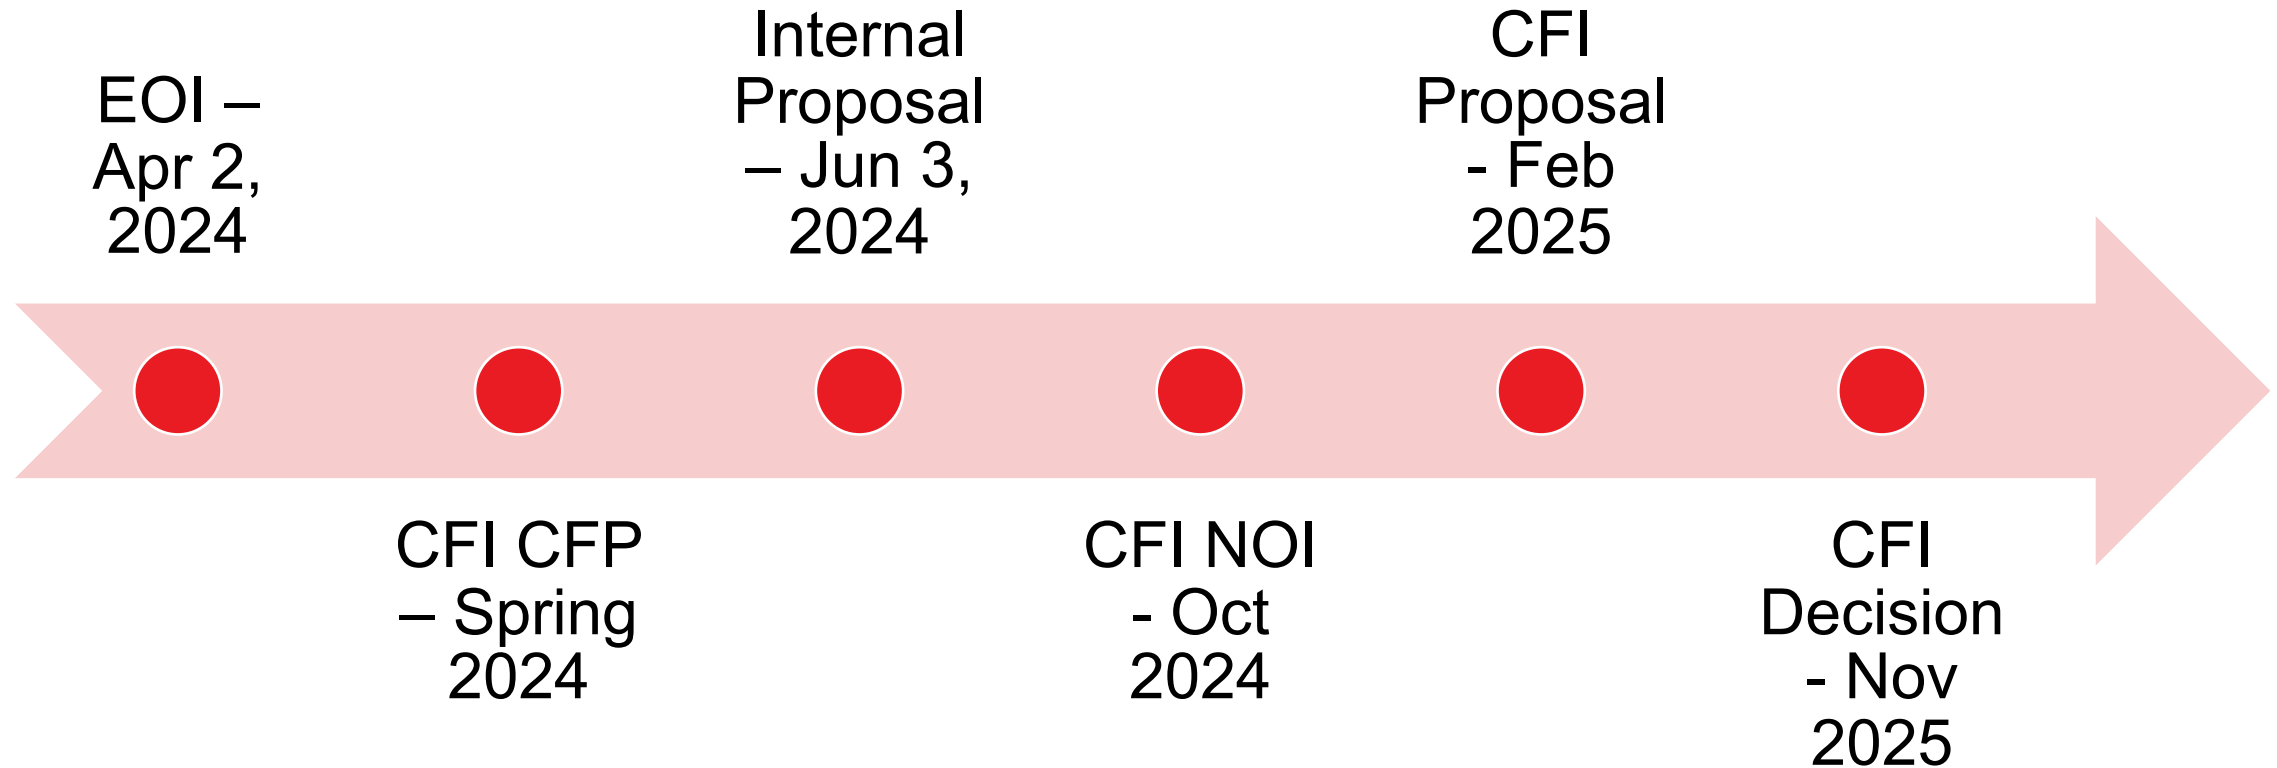 EOI –
Apr 2,
2024
CFI CFP
– Spring
2024
Internal
Proposal
– Jun 3,
2024
CFI NOI
- Oct
2024
CFI
Proposal
- Feb
2025
CFI
Decision
- Nov
2025